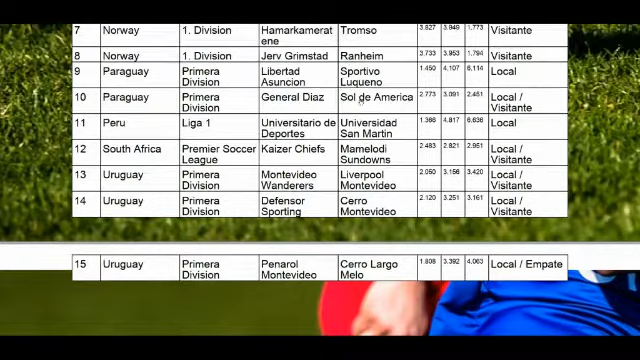 7 Norway 1. Division Hamarkamerat Tromso 3.827 3.949 1.773 Visitante
ene
8 Norway 1. Division Jerv Grimstad Ranheim 3.733 3.953 1.794 Visitante
9 Paraguay Primera Libertad Sportivo 1.450 4.107 6.114 Local
Division Asuncion Luqueno
10 Paraguay Primera General Diaz Sol de America 2.773 3.091 2.451 Local /
Division Visitante
11 Peru Liga 1 Universitario de Universidad 1.366 4.817 6.636 Local
Deportes San Martin
12 South Africa Premier Soccer Kaizer Chiefs Mamelodi 2.483 2.821 2.951 Local /
League Sundowns Visitante
13 Uruguay Primera Montevideo Liverpool 2.050 3.156 3.420 Local /
Division Wanderers Montevideo Visitante
14 Uruguay Primera Defensor Cerro 2.120 3.251 3.161 Local /
Division Sporting Montevideo Visitante
15 Uruguay Primera Penarol Cerro Largo 1.808 3.392 4.063 Local / Empate
Division Montevideo Melo